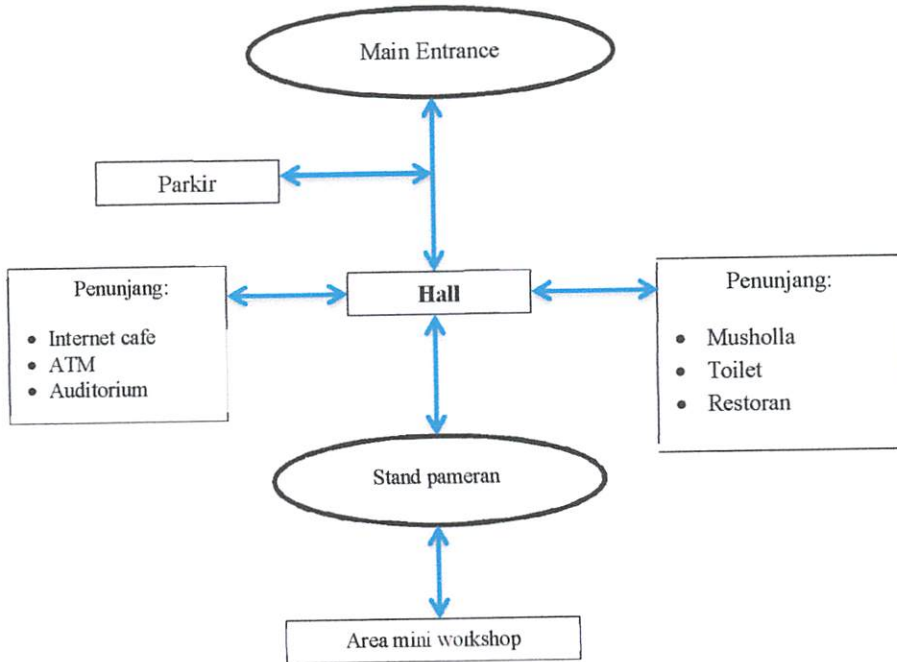 Main Entrance
Parkir
Penunjang:
• Internet cafe
• ATM
• Auditorium
Hall
Penunjang:
• Musholla
• Toilet
• Restoran
Stand pameran
Area mini workshop